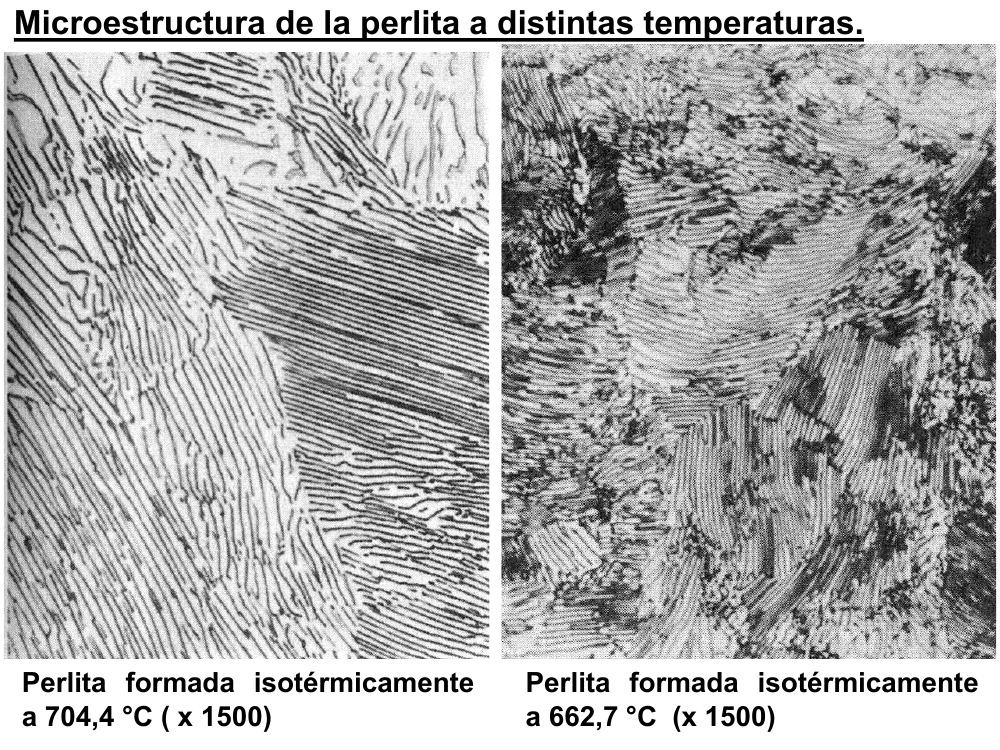 Microestructura de la perlita a distintas temperaturas.
Perlita formada isotérmicamente
a 704,4 °C ( x 1500)
Perlita formada isotérmicamente
a 662,7 °C (x 1500)